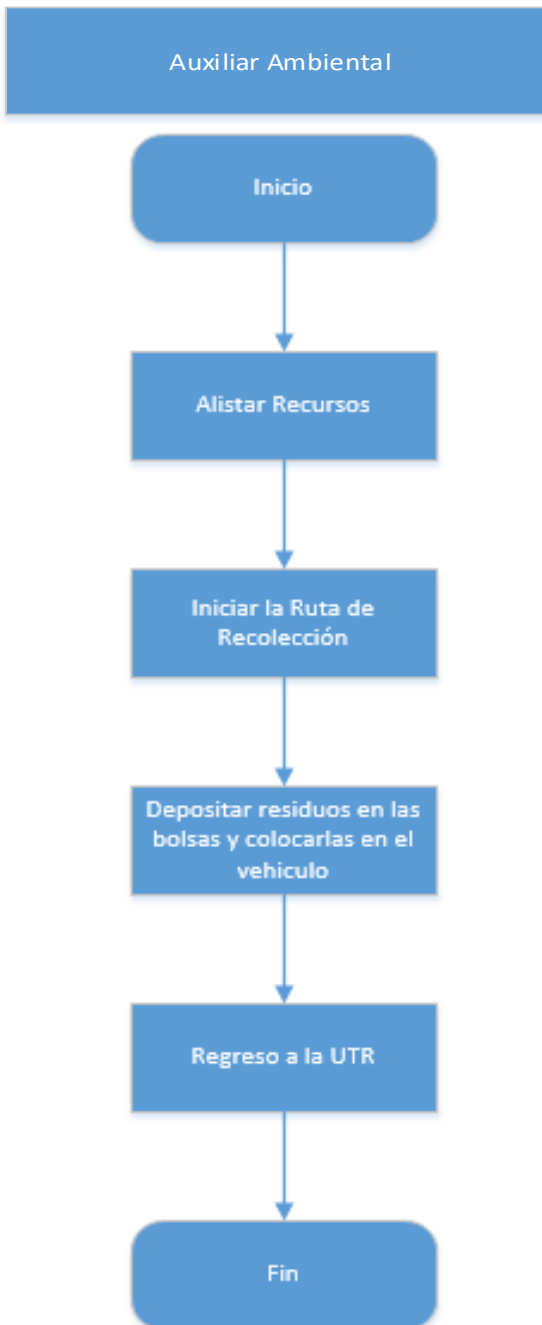 Auxiliar Ambiental
Inicio
Alistar Recursos
Iniciar la Ruta de
Recolección
Depositar residuos en las
bolsas y colocarlas en el
vehiculo
Regreso a la UTR
Fin